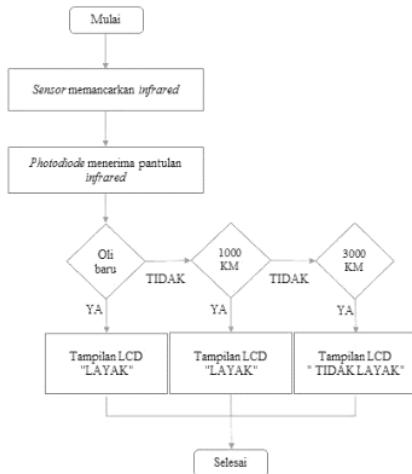 Mulai
Sensor memancarkan infrared
Photodiode menerima pantulan
infrared
Oli
baru
TIDAK
1000
KM
TIDAK
3000
KM
YA
YA
YA
Tampilan LCD
"LAYAK"
Tampilan LCD
"LAYAK"
Tampilan LCD
" TIDAK LAYAK"
Selesai